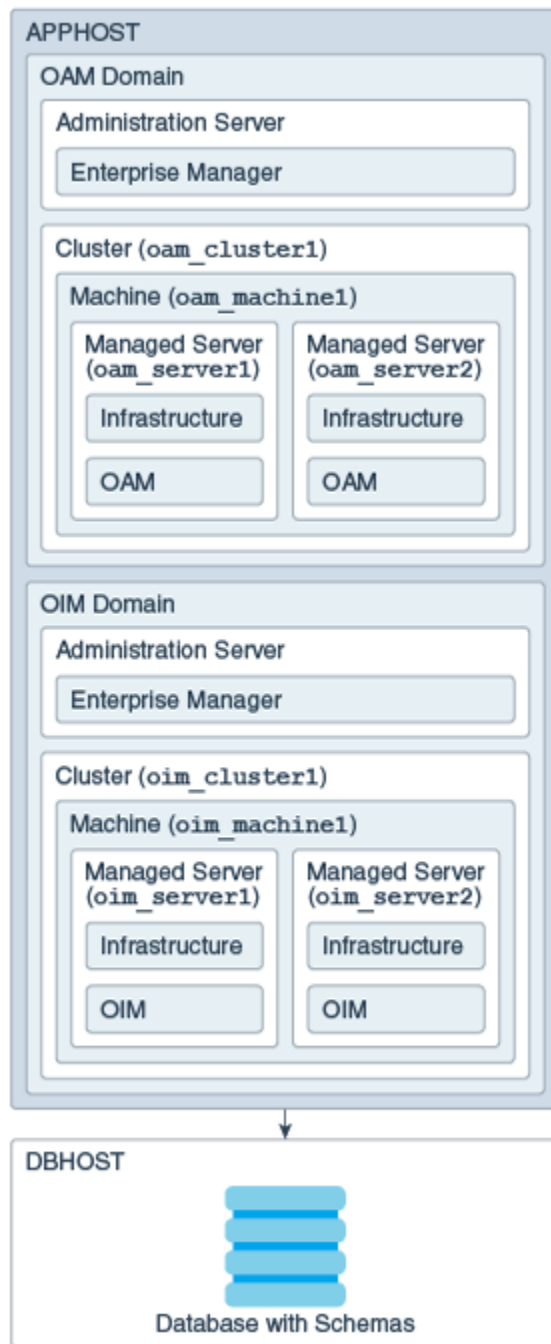 APPHOST
OAM Domain
Administration Server
Enterprise Manager
Cluster (oam_cluster1)
Machine (oam_machine1)
Managed Server
(oam_server1)
Infrastructure
OAM
Managed Server
(oam_server2)
Infrastructure
OAM
OIM Domain
Administration Server
Enterprise Manager
Cluster (oim_cluster1)
Machine (oim_machine1)
Managed Server
(oim_server1)
Infrastructure
OIM
Managed Server
(oim_server2)
Infrastructure
OIM
DBHOST
Database with Schemas